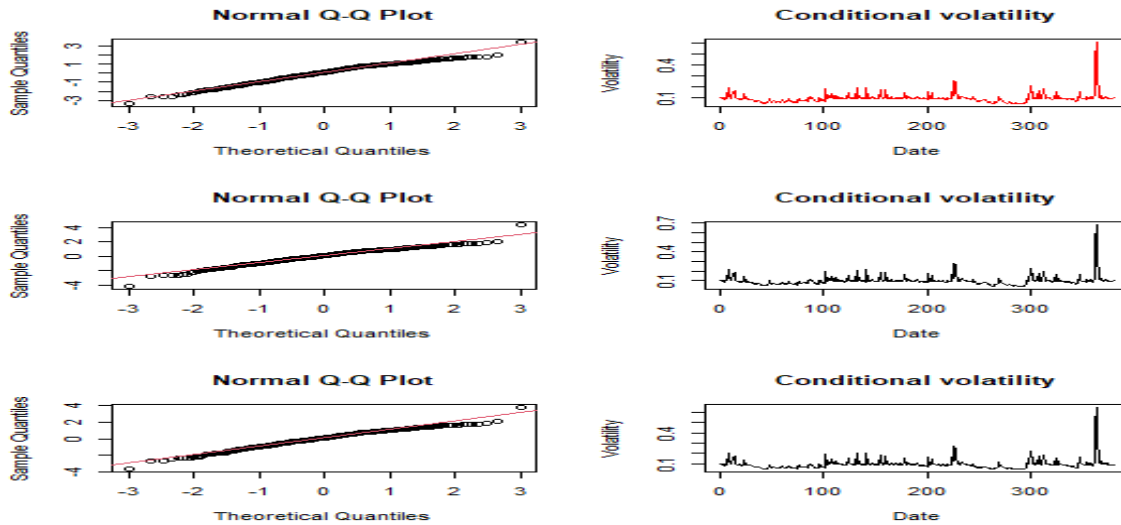 Normal Q-Q Plot
Sample Quantiles
-3 -1 1 3
-3 -2 -1 0 1 2 3
Theoretical Quantiles
Conditional volatility
Volatility
0.1 0.4
0 100 200 300
Date
Normal Q-Q Plot
Sample Quantiles
-4 0 2 4
-3 -2 -1 0 1 2 3
Theoretical Quantiles
Conditional volatility
Volatility
0.1 0.4 0.7
0 100 200 300
Date
Normal Q-Q Plot
Sample Quantiles
-4 0 2 4
-3 -2 -1 0 1 2 3
Theoretical Quantiles
Conditional volatility
Volatility
0.1 0.4
0 100 200 300
Date